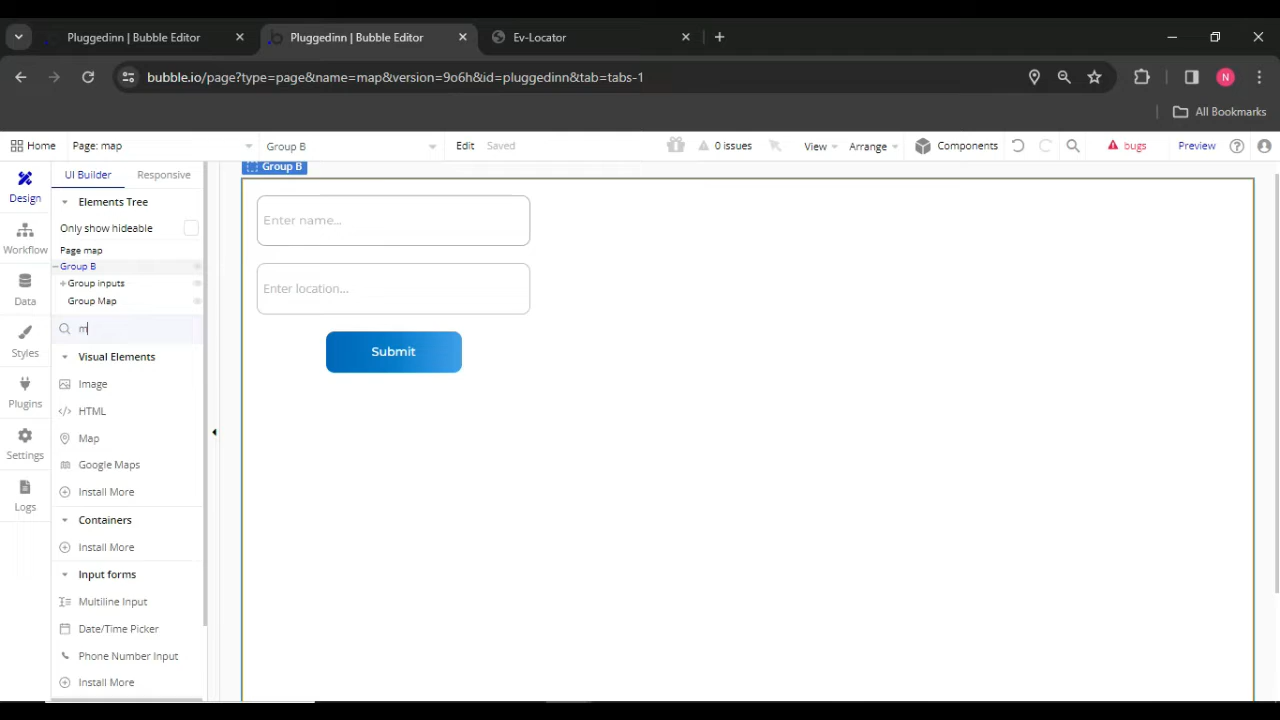 Pluggedinn | Bubble Editor
Pluggedinn | Bubble Editor
Ev-Locator
bubble.io/page?type=page&name=map&version=9o6h&id=pluggedinn&tab=tabs-1
N
All Bookmarks
Home
Page: map
Group B
Edit
Saved
0 issues
View
Arrange
Components
bugs
Preview
Design
Workflow
Data
Styles
Plugins
Settings
Logs
UI Builder
Responsive
Elements Tree
Only show hideable
Page map
Group B
Group inputs
Group Map
m
Visual Elements
Image
HTML
Map
Google Maps
Install More
Containers
Install More
Input forms
Multiline Input
Date/Time Picker
Phone Number Input
Install More
Group B
Enter name...
Enter location...
Submit